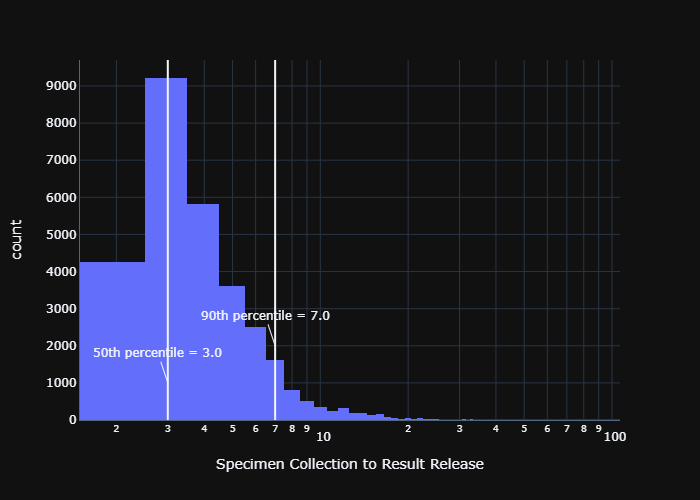 9000
8000
7000
6000
5000
4000
3000
2000
1000
0
count
90th percentile = 7.0
50th percentile = 3.0
2 3 4 5 6 7 8 9 10 2 3 4 5 6 7 8 9 100
Specimen Collection to Result Release